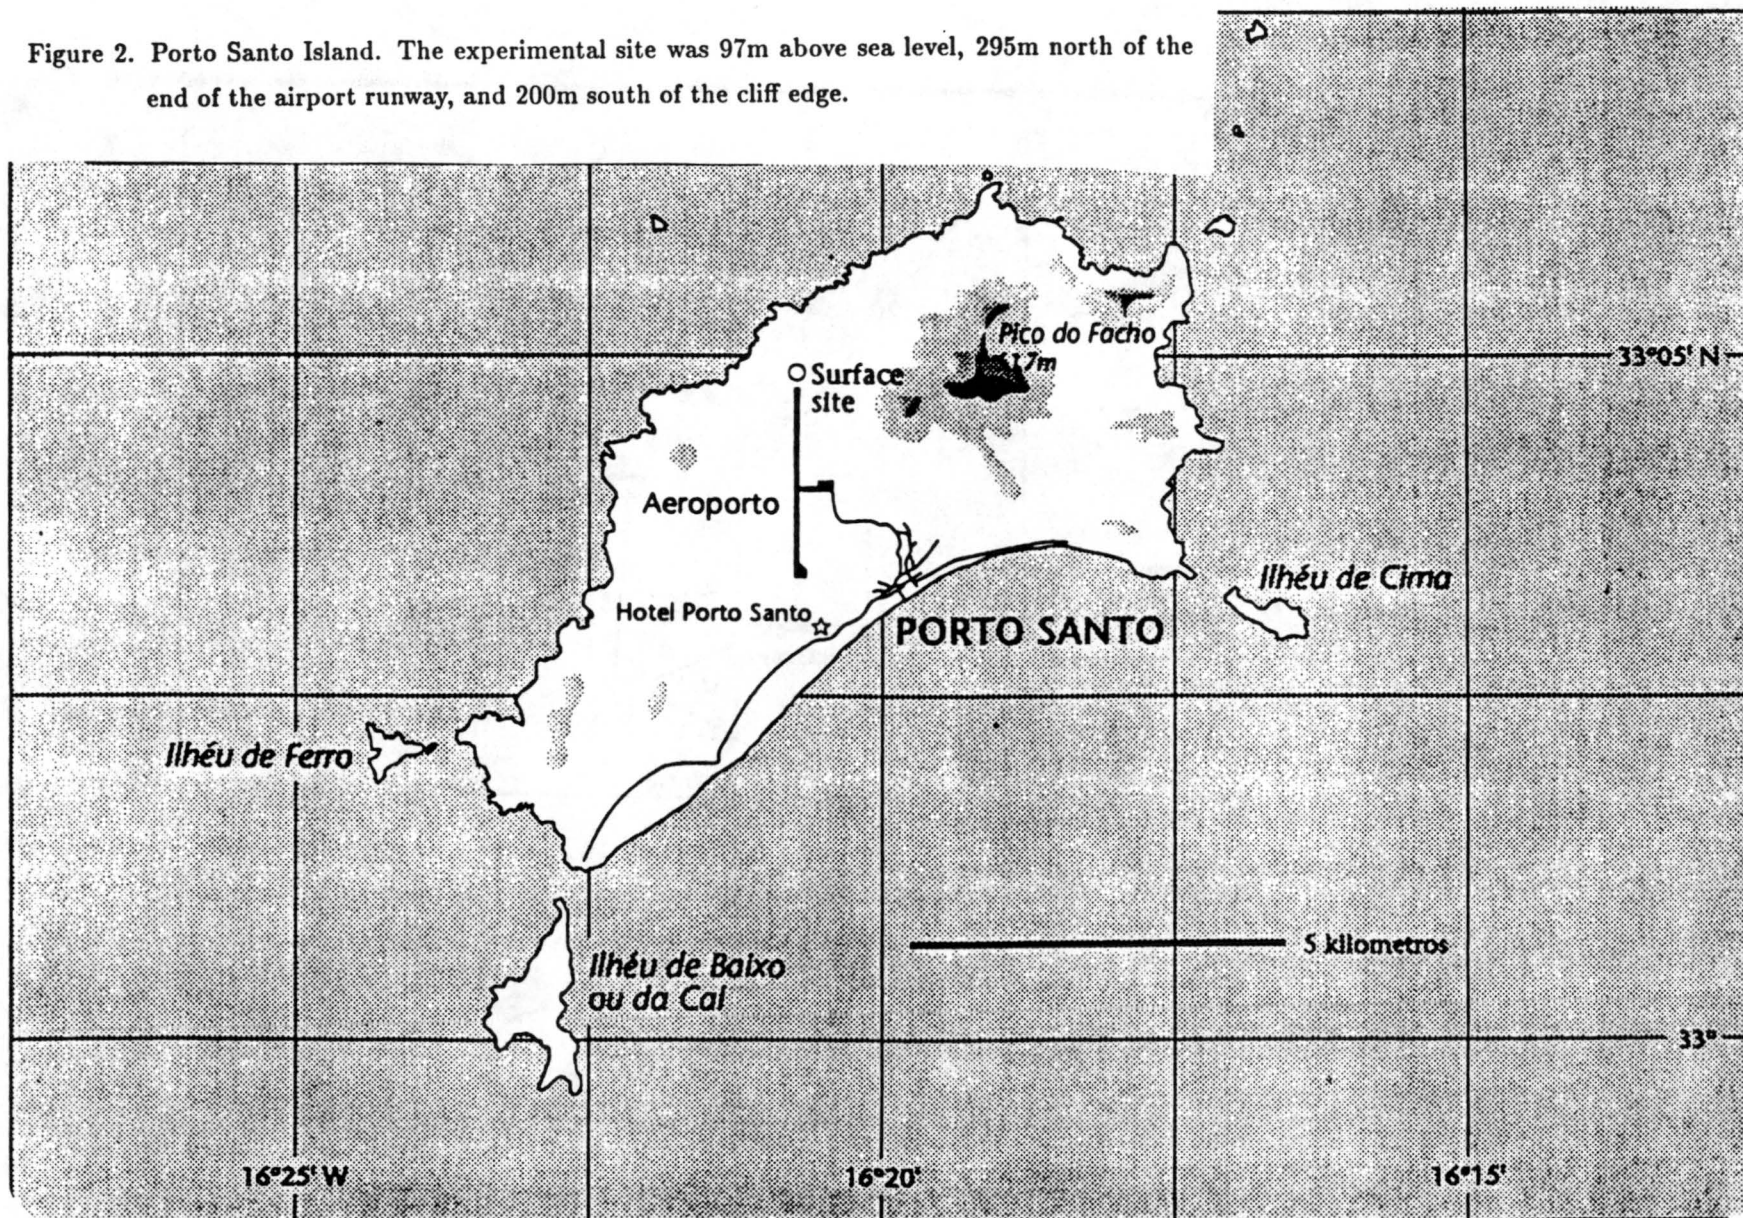 Figure 2. Porto Santo Island. The experimental site was 97m above sea level, 295m north of the
end of the airport runway, and 200m south of the cliff edge.
Pico do Facho
617m
33°05' N
Surface
site
Aeroporto
Ilhéu de Cima
Hotel Porto Santo
PORTO SANTO
Ilhéu de Ferro
5 kilometros
Ilhéu de Baixo
ou da Cal
33°
16°25' W
16°20'
16°15'